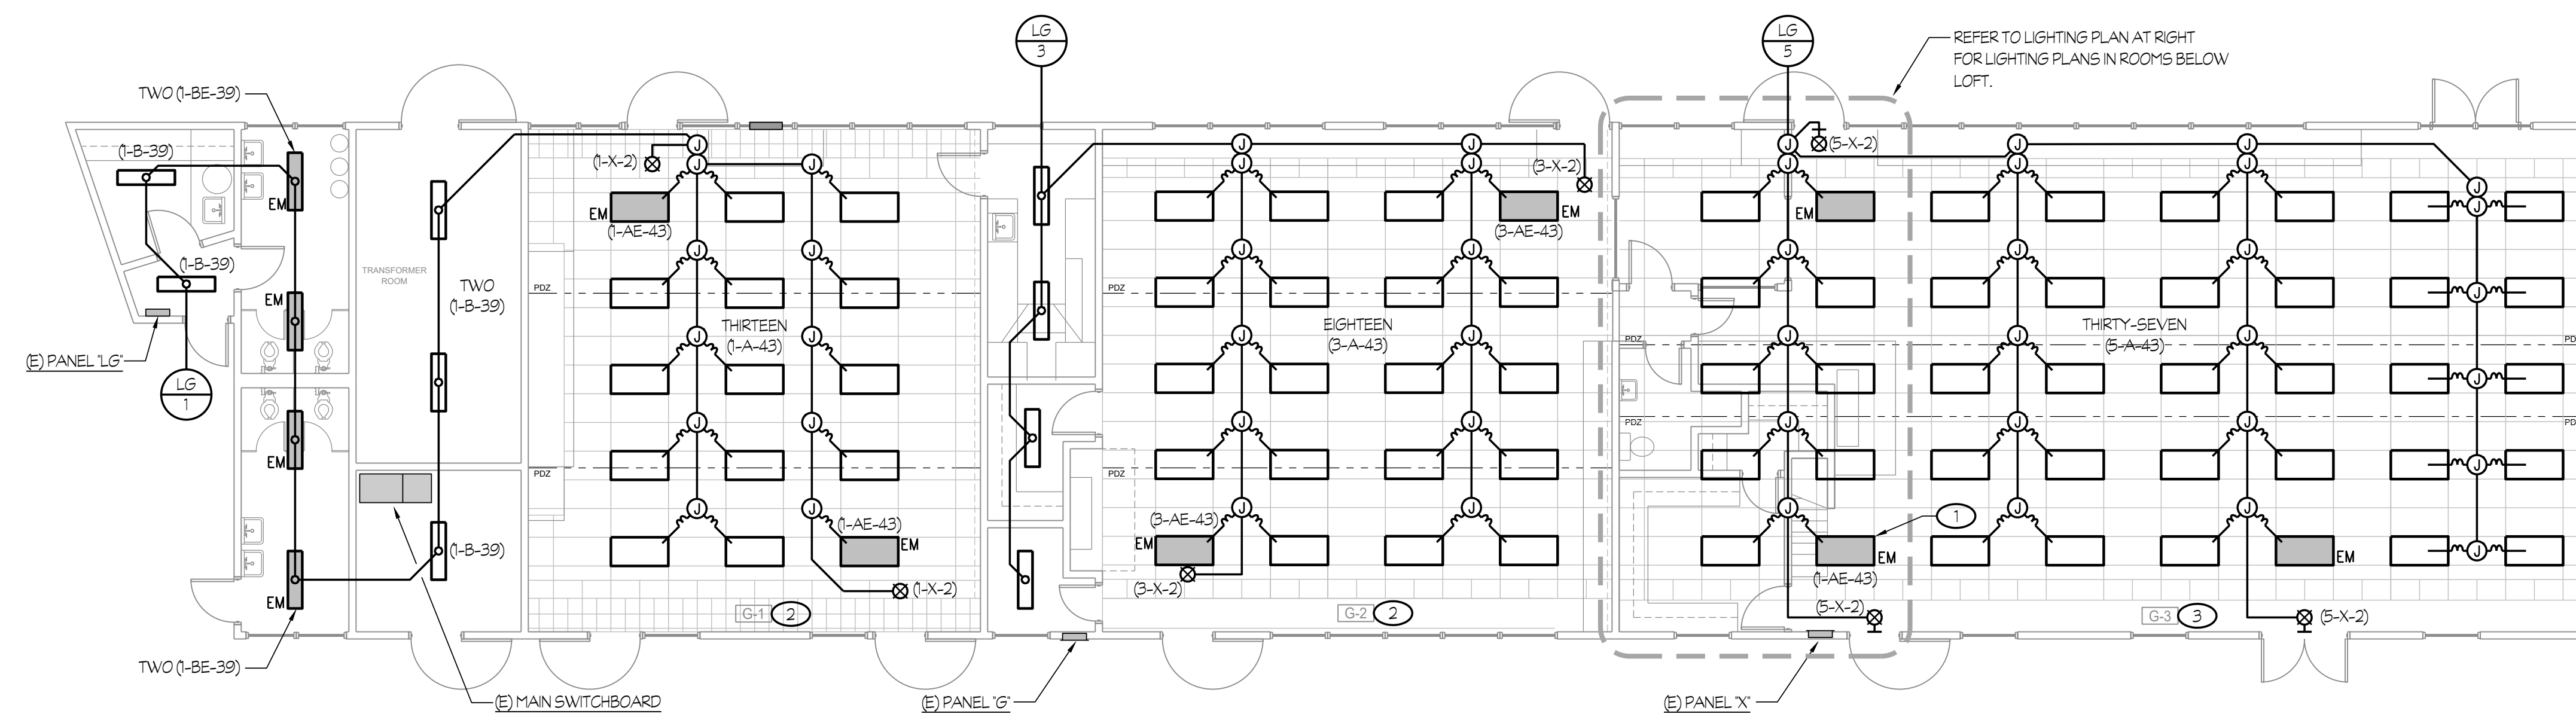 LG
3
LG
5
REFER TO LIGHTING PLAN AT RIGHT
FOR LIGHTING PLANS IN ROOMS BELOW
LOFT.
TWO (1-BE-39)
(1-B-39)
EM
(1-B-39)
EM
(E) PANEL "LG"
LG
1
EM
EM
TWO (1-BE-39)
TRANSFORMER
ROOM
TWO
(1-B-39)
(1-B-39)
(E) MAIN SWITCHBOARD
(1-X-2)
J
J
J
EM
(1-AE-43)
J
J
PDZ
THIRTEEN
(1-A-43)
J
J
J
J
PDZ
J
J
(1-AE-43)
EM
(1-X-2)
G-1
2
(E) PANEL "G"
J
J
J
J
(3-X-2)
EM
(3-AE-43)
J
J
PDZ
EIGHTEEN
(3-A-43)
J
J
J
J
PDZ
J
J
(3-AE-43)
EM
(3-X-2)
G-2
2
J
J
(5-X-2)
EM
J
J
PDZ
J
PDZ
J
1
EM
(1-AE-43)
(5-X-2)
(E) PANEL "X"
J
J
J
J
J
J
J
J
J
THIRTY-SEVEN
(5-A-43)
J
J
J
PD
J
J
J
PD
J
J
J
EM
J
G-3
3
(5-X-2)